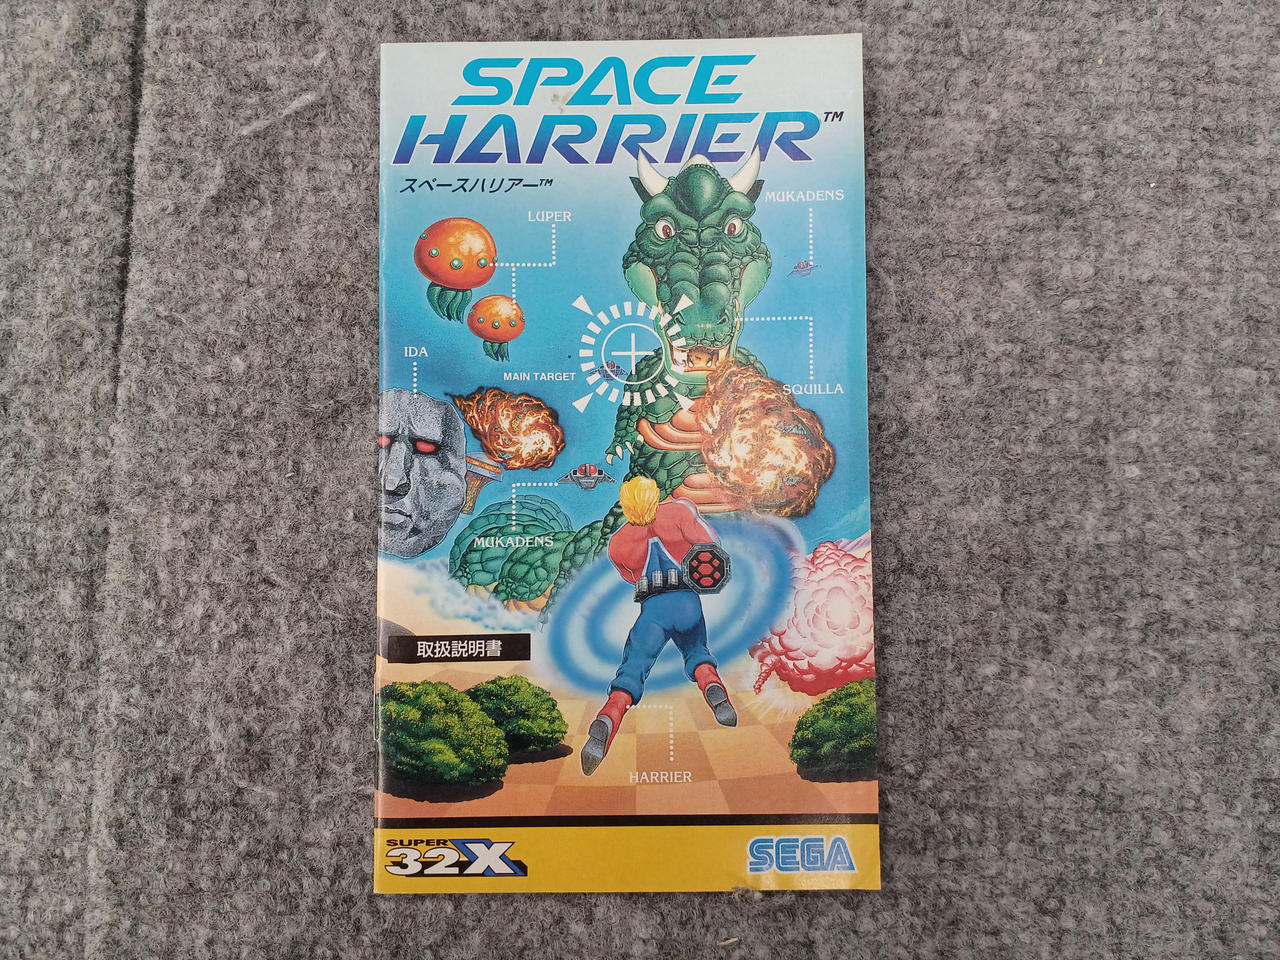 SPACE
HARRIER™
スペースハリアー™
MUKADENS
LUPER
IDA
MAIN TARGET
SQUILLA
MUKADENS
取扱説明書
HARRIER
SUPER
32X
SEGA